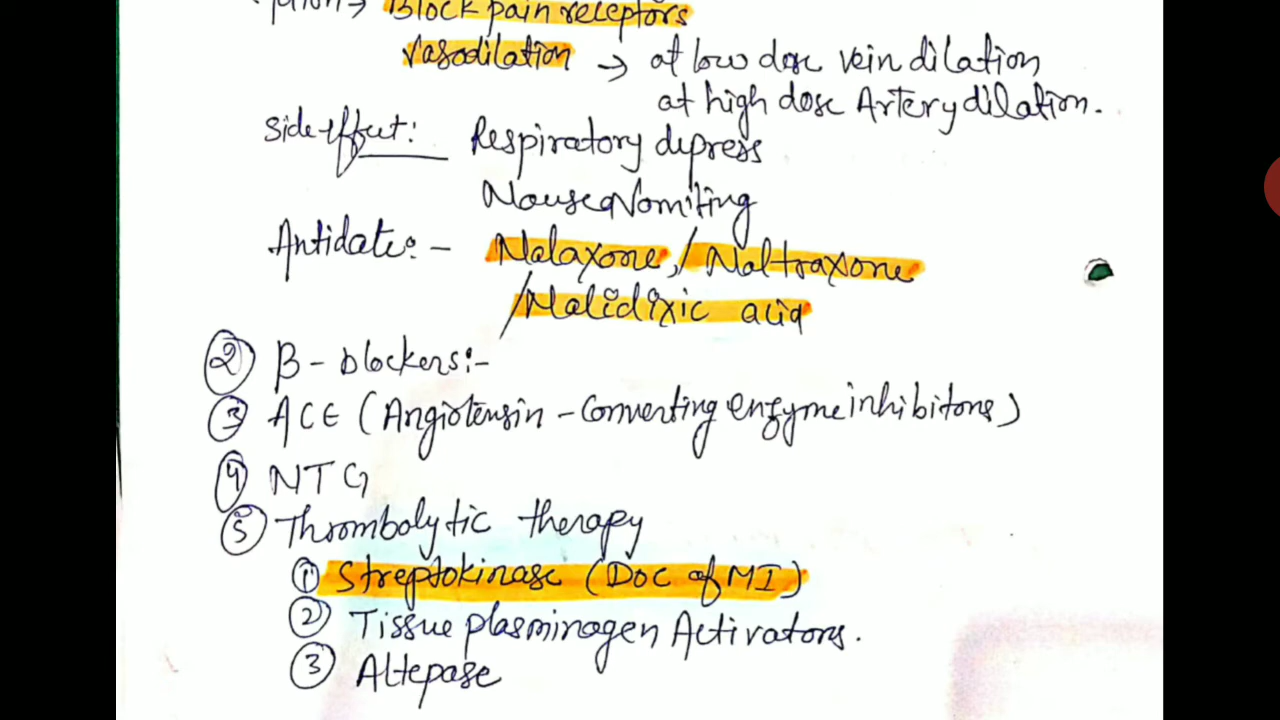 Block pain receptors
Vasodilation → at low dose vein dilation
at high dose Artery dilation.
Side effect: Respiratory depress
Nausea Vomiting
Antidate: - Nalaxone, / Naltraxone
/ Nalidixic acid
② β - blockers:-
③ ACE (Angiotensin - Converting enzyme inhibitors)
④ NTG
⑤ Thrombolytic therapy
① Streptokinase (Doc of MI)
② Tissue plasminogen Activators.
③ Altepase